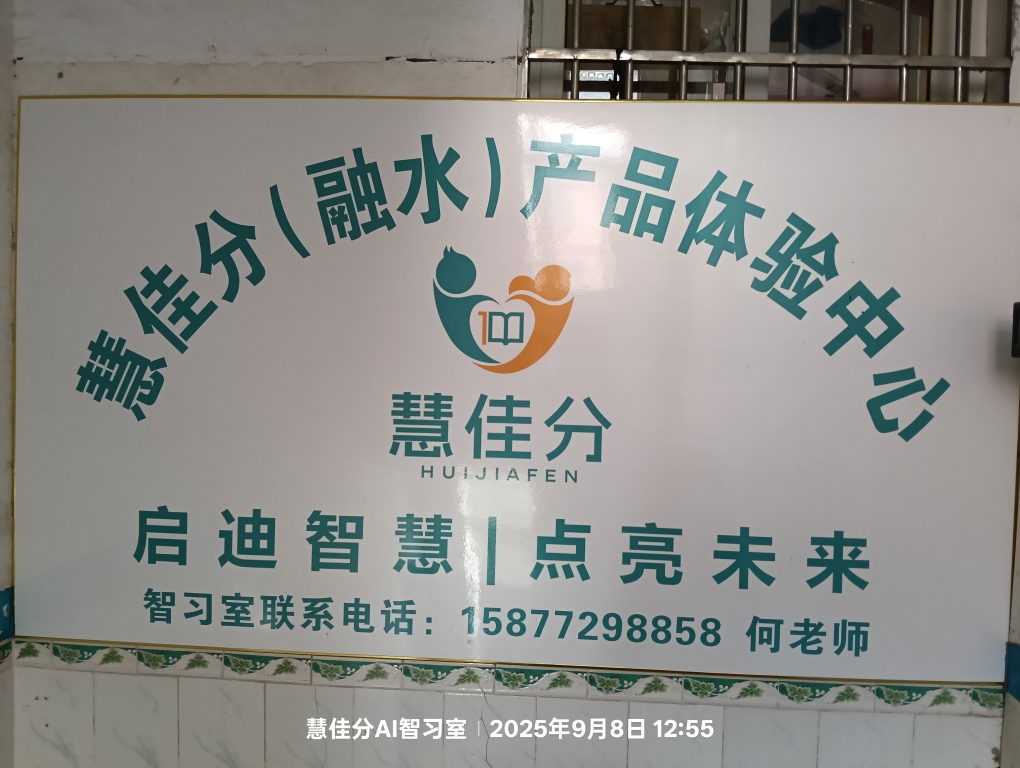 慧佳分(融水)产品体验中心
慧佳分
HUIJIAFEN
启迪智慧|点亮未来
智习室联系电话：15877298858 何老师
慧佳分AI智习室 | 2025年9月8日 12:55